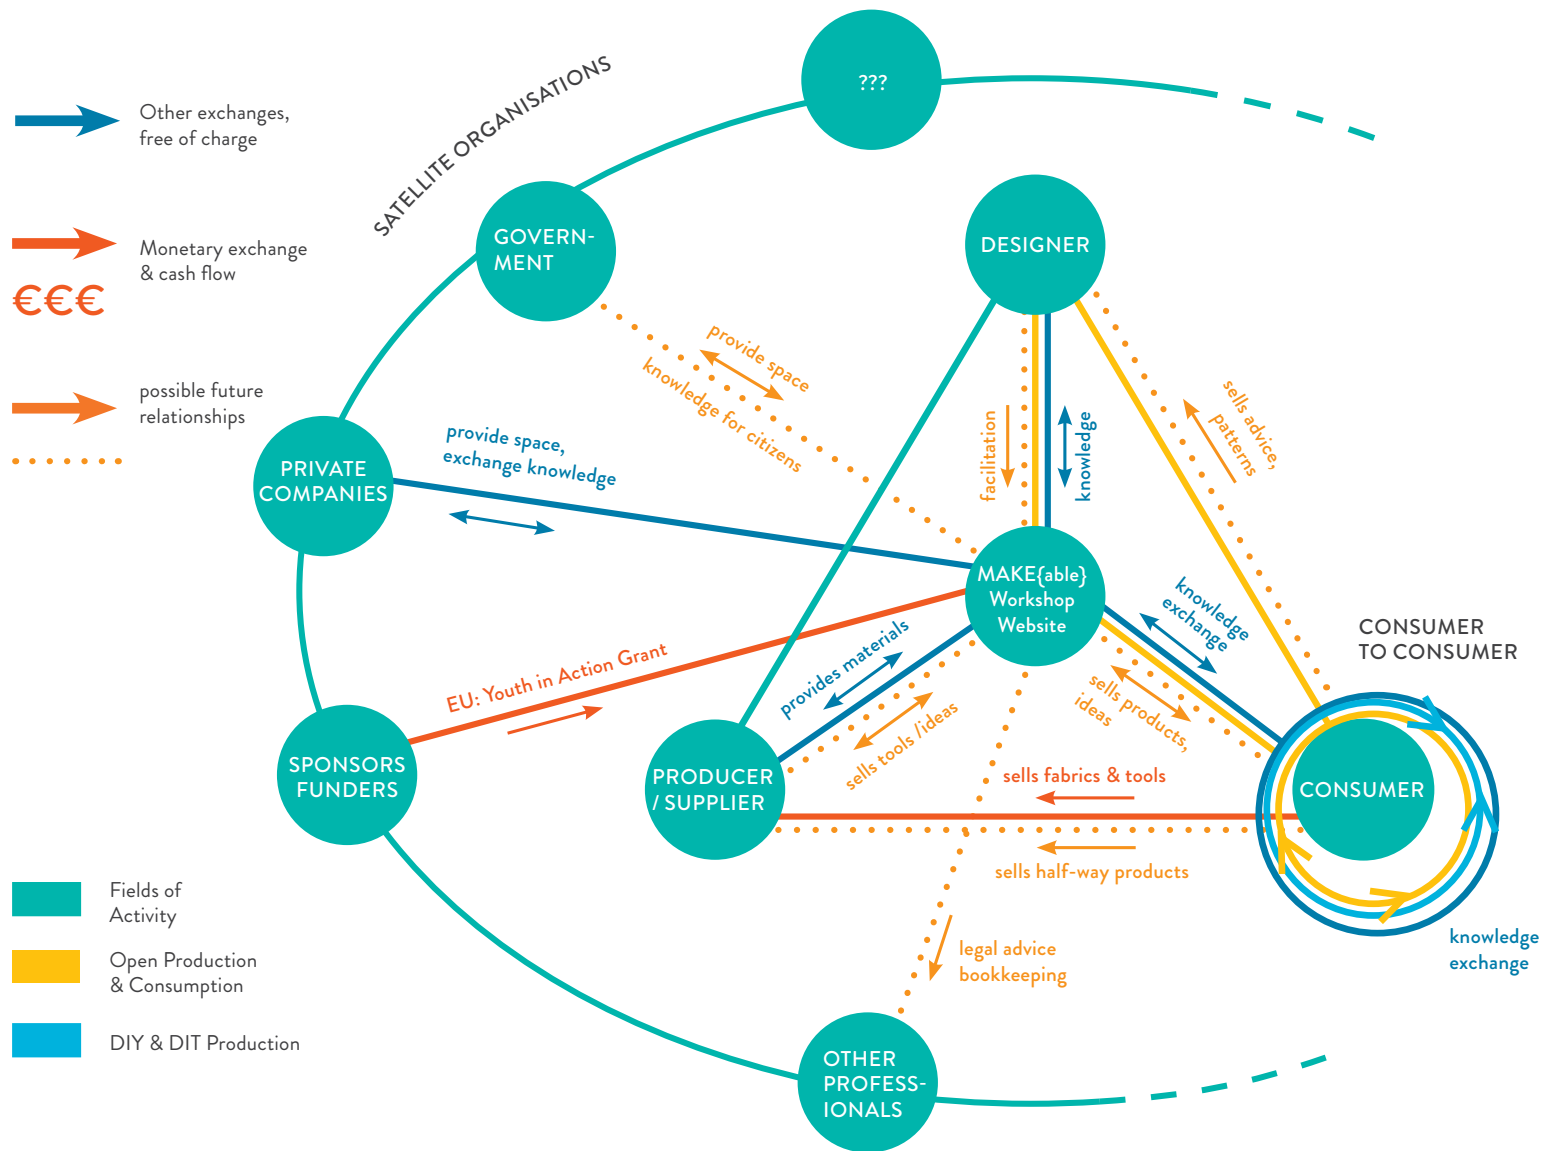 Other exchanges,
free of charge
Monetary exchange
& cash flow
€€€
possible future
relationships
SATELLITE ORGANISATIONS
???
GOVERN-
MENT
DESIGNER
provide space
knowledge for citizens
sells advice,
patterns
facilitation
knowledge
PRIVATE
COMPANIES
provide space,
exchange knowledge
MAKE{able}
Workshop
Website
knowledge
exchange
CONSUMER
TO CONSUMER
EU: Youth in Action Grant
provides materials
sells tools /ideas
sells products,
ideas
SPONSORS
FUNDERS
PRODUCER
/ SUPPLIER
sells fabrics & tools
CONSUMER
sells half-way products
knowledge
exchange
legal advice
bookkeeping
Fields of
Activity
Open Production
& Consumption
DIY & DIT Production
OTHER
PROFESS-
IONALS